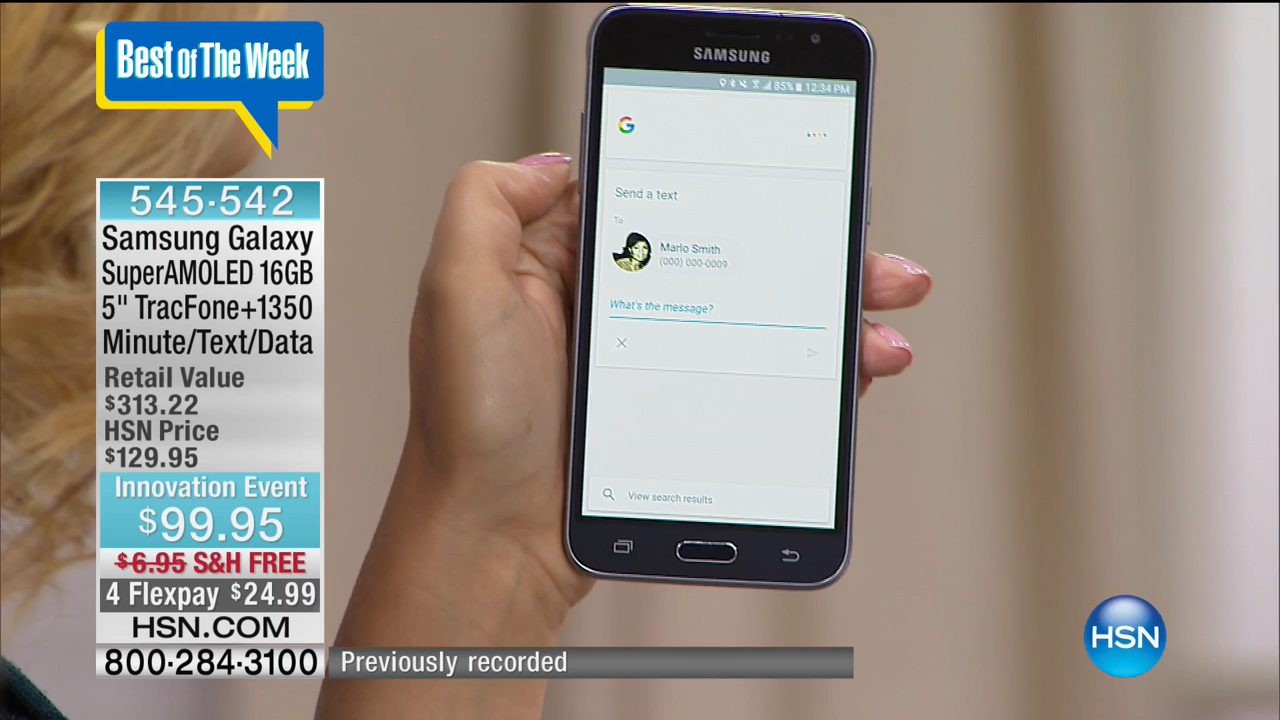 Best of The Week
545-542
Samsung Galaxy
SuperAMOLED 16GB
5" TracFone+1350
Minute/Text/Data
Retail Value
$313.22
HSN Price
$129.95
Innovation Event
$99.95
$6.95 S&H FREE
4 Flexpay $24.99
HSN.COM
800-284-3100
Previously recorded
SAMSUNG
85% 12:34 PM
G
Send a text
To
Marlo Smith
(000) 000-0009
What's the message?
View search results
HSN